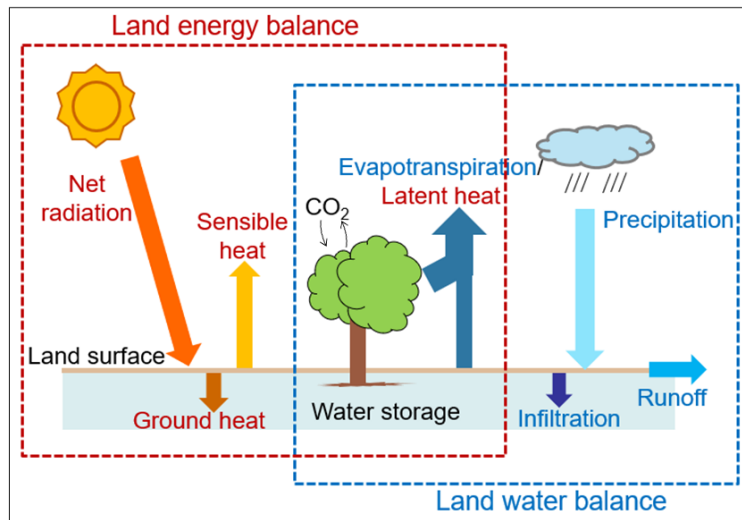 Land energy balance
Net
radiation
Sensible
heat
CO2
Evapotranspiration/
Latent heat
Precipitation
Land surface
Ground heat
Water storage
Infiltration
Runoff
Land water balance